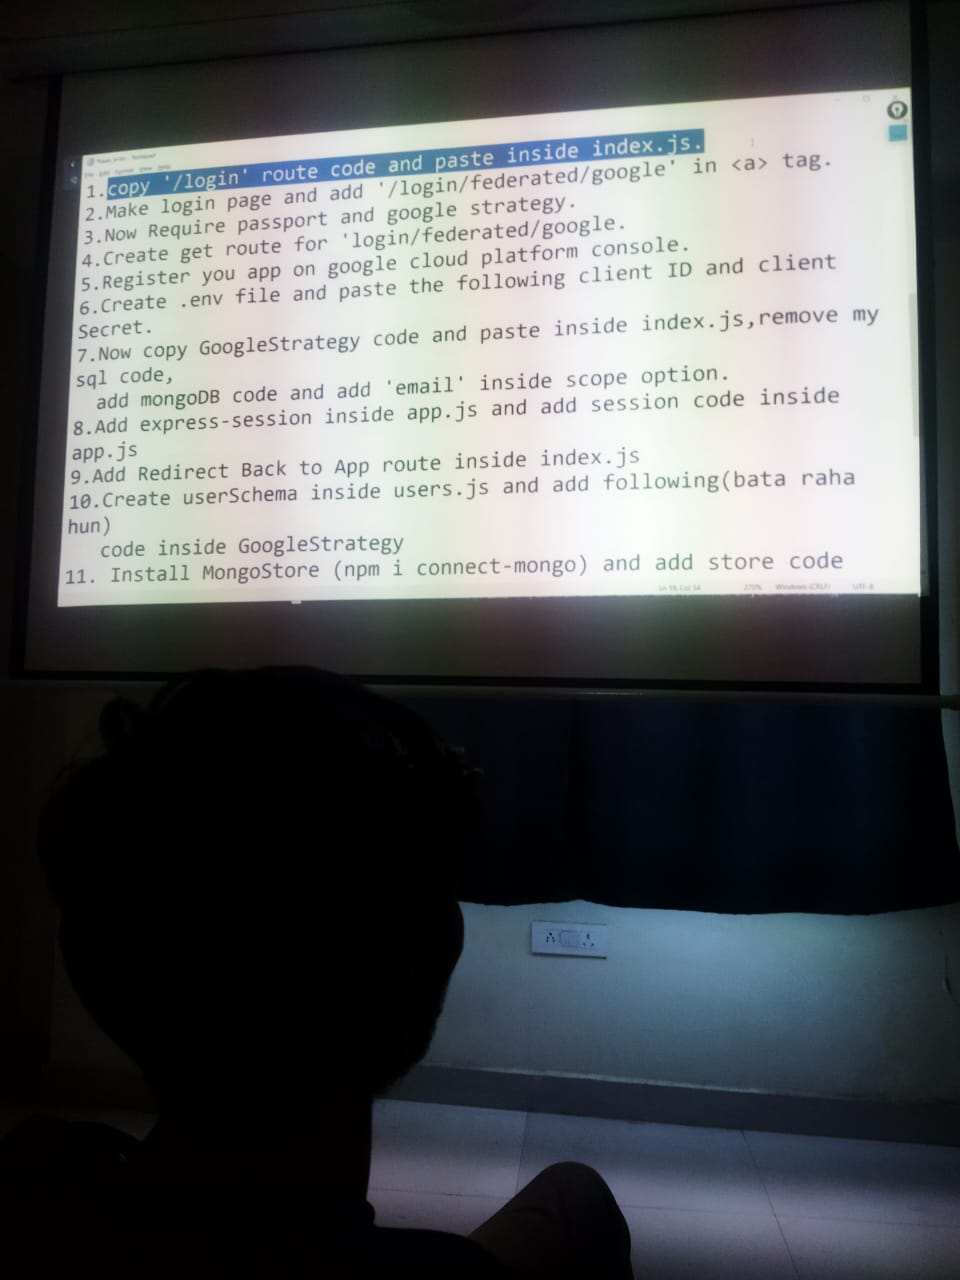 1.copy '/login' route code and paste inside index.js.
2.Make login page and add '/login/federated/google' in <a> tag.
3.Now Require passport and google strategy.
4.Create get route for 'login/federated/google.
5.Register you app on google cloud platform console.
6.Create .env file and paste the following client ID and client
Secret.
7.Now copy GoogleStrategy code and paste inside index.js,remove my
sql code,
add mongoDB code and add 'email' inside scope option.
8.Add express-session inside app.js and add session code inside
app.js
9.Add Redirect Back to App route inside index.js
10.Create userSchema inside users.js and add following(bata raha
hun)
code inside GoogleStrategy
11. Install MongoStore (npm i connect-mongo) and add store code
270% Windows (CRLF) UTF-8